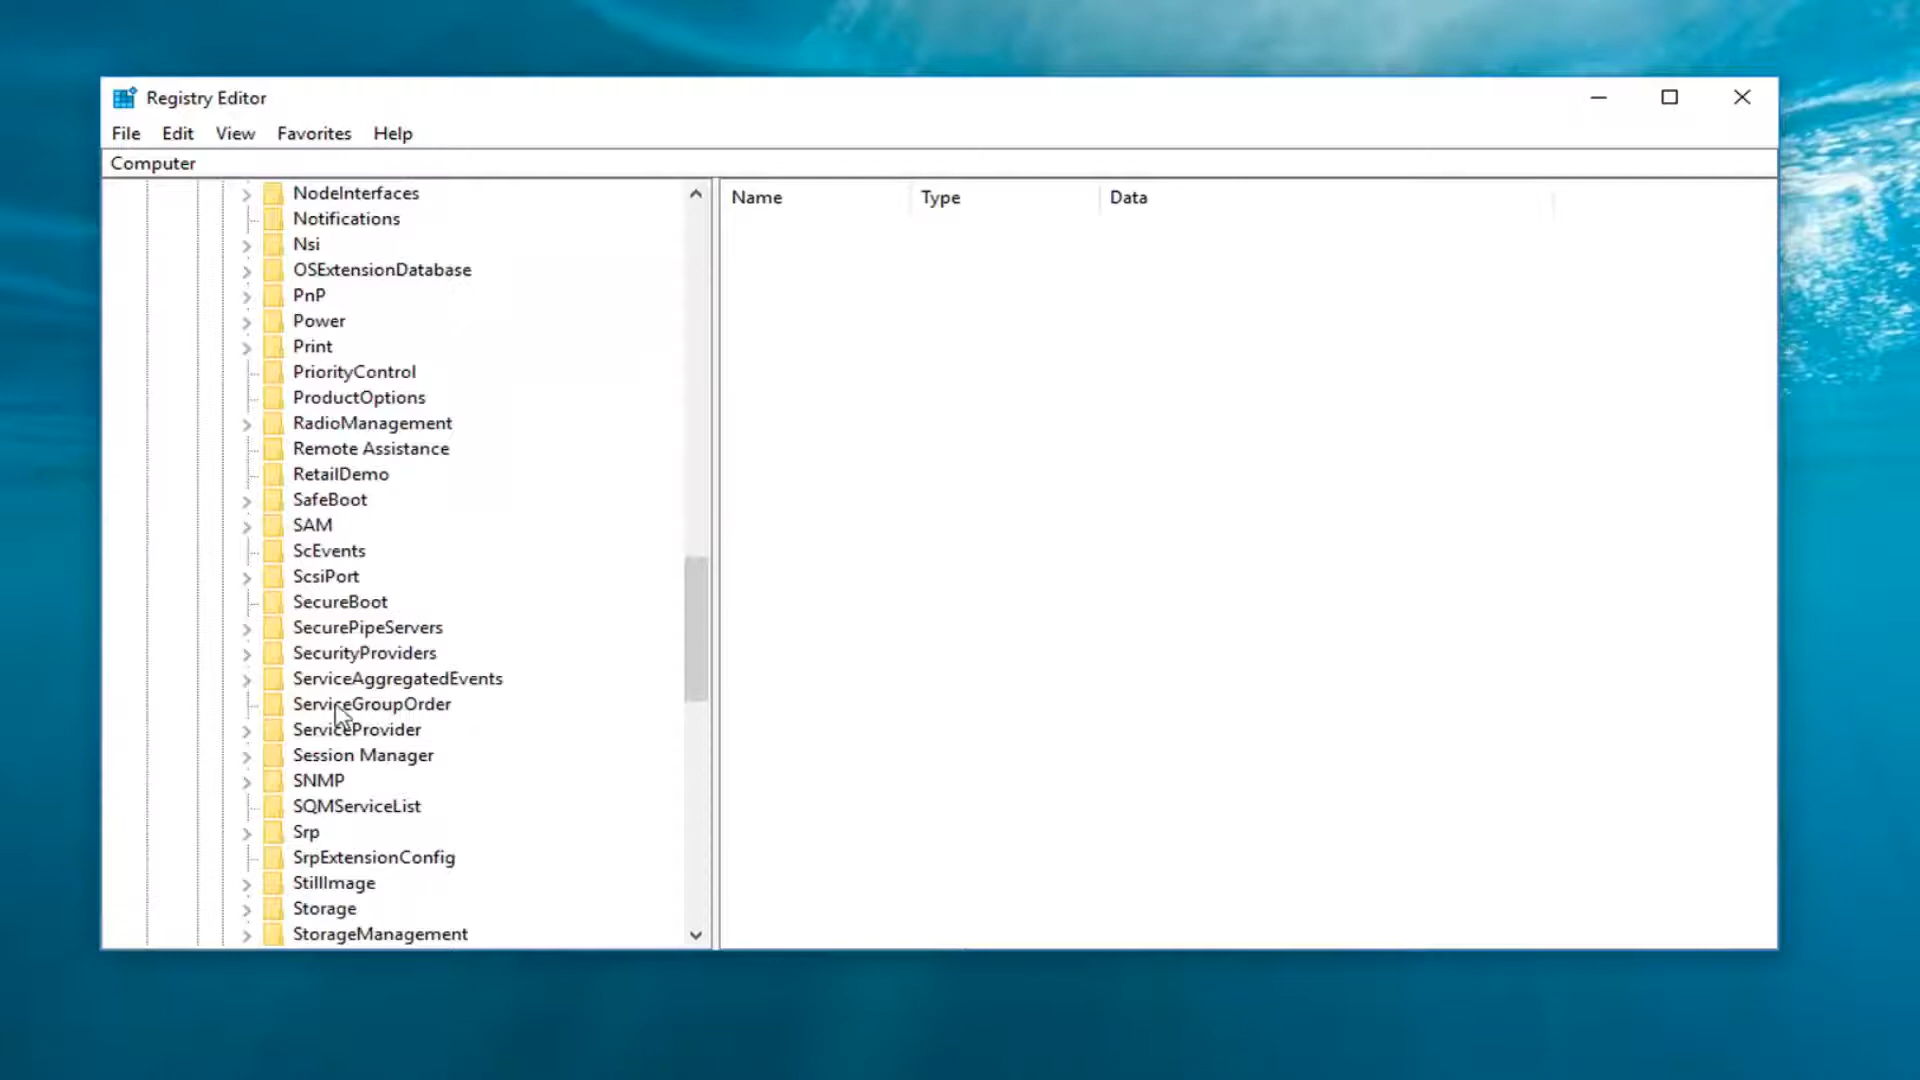 Registry Editor
File Edit View Favorites Help
Computer
NodeInterfaces
Notifications
Nsi
OSExtensionDatabase
PnP
Power
Print
PriorityControl
ProductOptions
RadioManagement
Remote Assistance
RetailDemo
SafeBoot
SAM
ScEvents
ScsiPort
SecureBoot
SecurePipeServers
SecurityProviders
ServiceAggregatedEvents
ServiceGroupOrder
ServiceProvider
Session Manager
SNMP
SQMServiceList
Srp
SrpExtensionConfig
StillImage
Storage
StorageManagement
Name Type Data